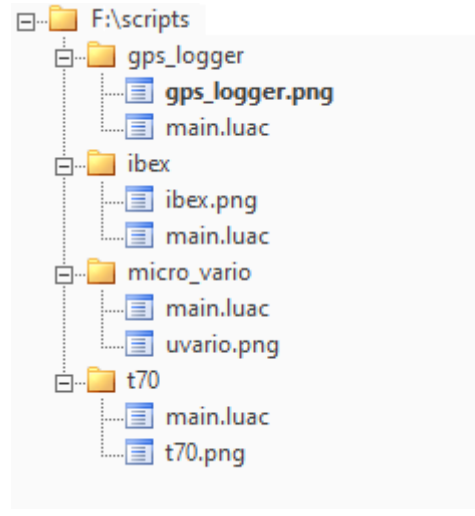 F:\scripts
gps_logger
gps_logger.png
main.luac
ibex
ibex.png
main.luac
micro_vario
main.luac
uvario.png
t70
main.luac
t70.png